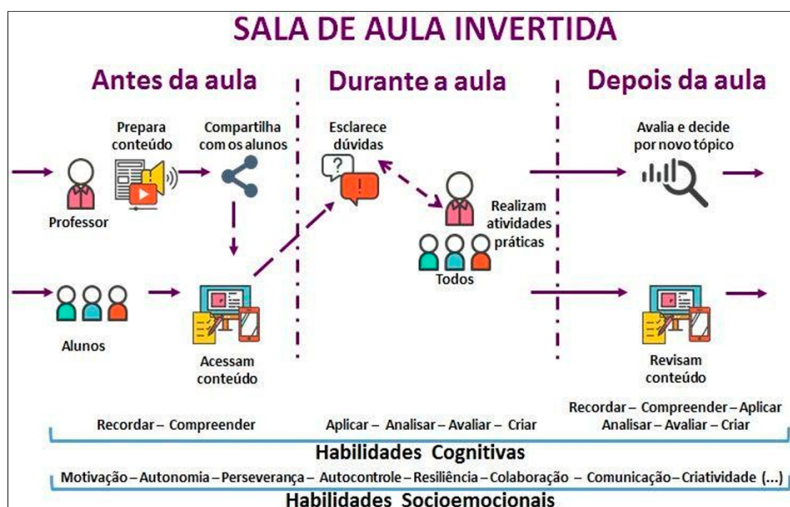 SALA DE AULA INVERTIDA
Antes da aula
Durante a aula
Depois da aula
Prepara
conteúdo
Compartilha
com os alunos
Esclarece
dúvidas
Avalia e decide
por novo tópico
?
!
Professor
Realizam
atividades
práticas
Todos
Alunos
Acessam
conteúdo
Revisam
conteúdo
Recordar – Compreender
Aplicar – Analisar – Avaliar – Criar
Recordar – Compreender – Aplicar
Analisar – Avaliar – Criar
Habilidades Cognitivas
Motivação – Autonomia – Perseverança – Autocontrole – Resiliência – Colaboração – Comunicação – Criatividade (...)
Habilidades Socioemocionais